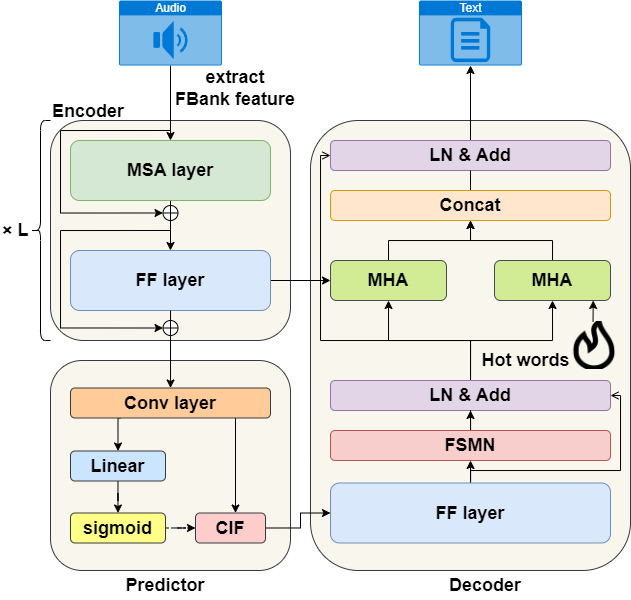 Audio
Text
extract
FBank feature
Encoder
MSA layer
× L
FF layer
LN & Add
Concat
MHA
MHA
Hot words
LN & Add
FSMN
FF layer
Conv layer
Linear
sigmoid
CIF
Predictor
Decoder